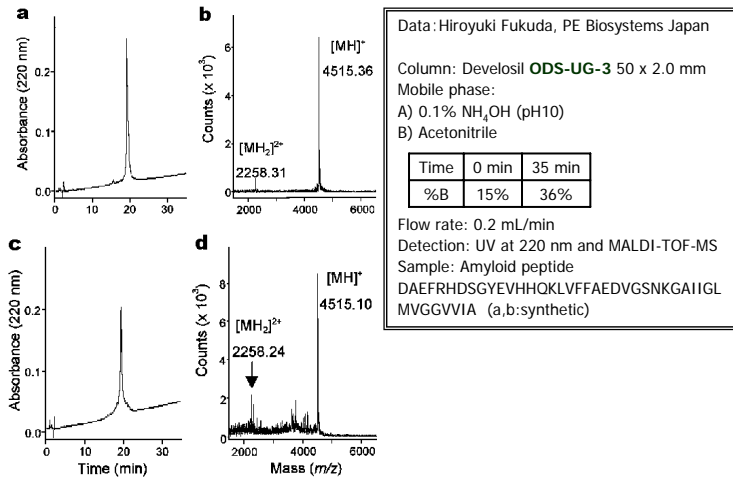 a
Absorbance (220 nm)
0.2
0.1
0.0
0 10 20 30
b
Counts (x 10³)
6
4
2
0
[MH]⁺
4515.36
[MH₂]²⁺
2258.31
2000 4000 6000
c
Absorbance (220 nm)
0.2
0.1
0.0
0 10 20 30
Time (min)
d
Counts (x 10³)
8
6
4
2
0
[MH]⁺
4515.10
[MH₂]²⁺
2258.24
2000 4000 6000
Mass (m/z)
Data: Hiroyuki Fukuda, PE Biosystems Japan
Column: Develosil ODS-UG-3 50 x 2.0 mm
Mobile phase:
A) 0.1% NH₄OH (pH10)
B) Acetonitrile
Time 0 min 35 min
%B 15% 36%
Flow rate: 0.2 mL/min
Detection: UV at 220 nm and MALDI-TOF-MS
Sample: Amyloid peptide
DAEFRHDSGYEVHHQKLVFFAEDVGSNKGAIIGL
MVGGVVIA (a,b:synthetic)